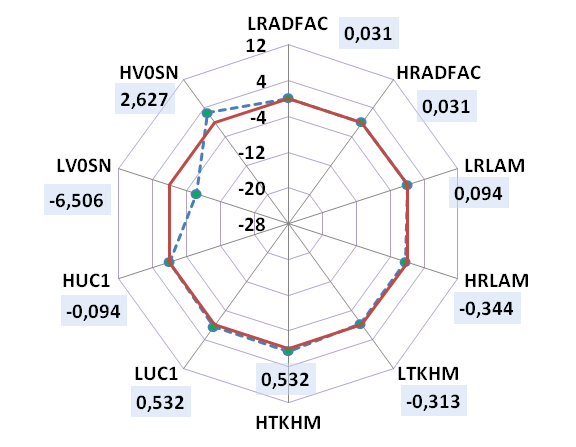 LRADFAC
0,031
12
HV0SN
4
HRADFAC
2,627
0,031
-4
-12
LV0SN
LRLAM
-6,506
-20
0,094
-28
HUC1
HRLAM
-0,094
-0,344
LUC1
0,532
LTKHM
0,532
-0,313
HTKHM